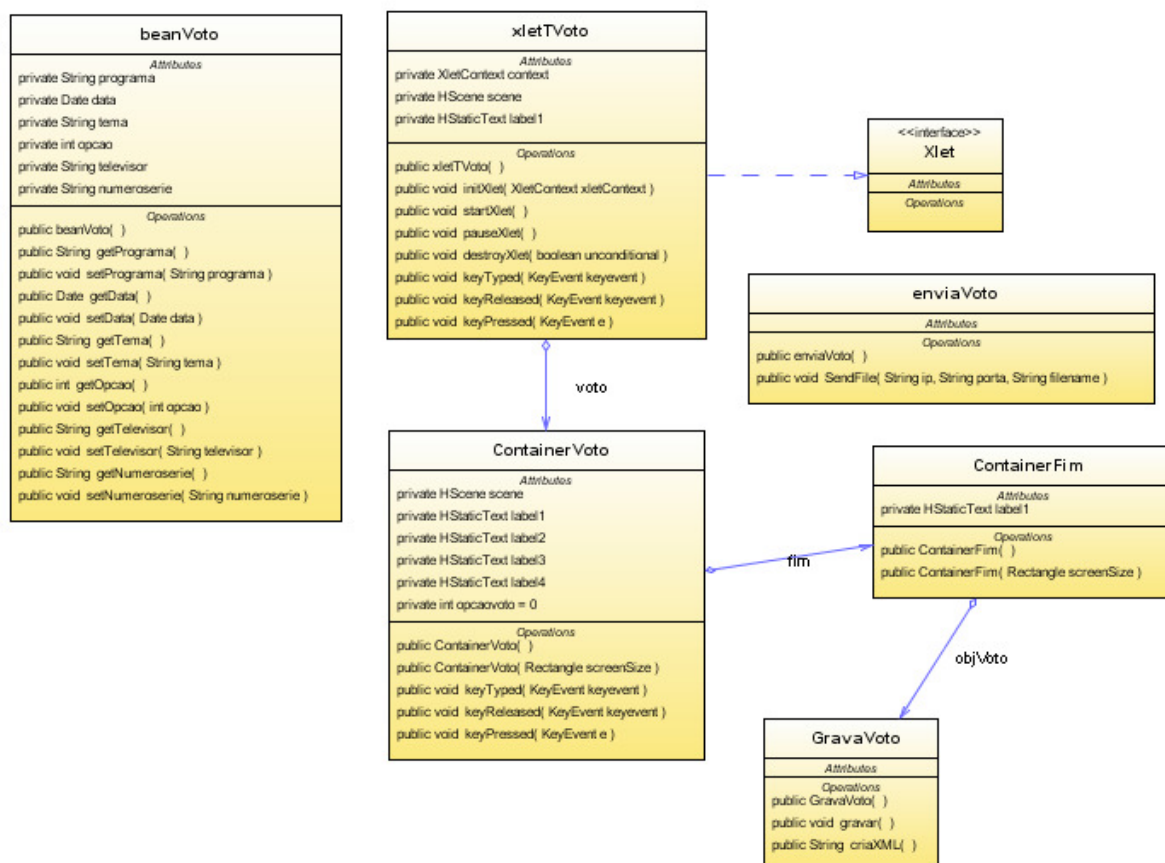 beanVoto
Attributes
private String programa
private Date data
private String tema
private int opcao
private String televisor
private String numeroserie
Operations
public beanVoto( )
public String getPrograma( )
public void setPrograma( String programa )
public Date getData( )
public void setData( Date data )
public String getTema( )
public void setTema( String tema )
public int getOpcao( )
public void setOpcao( int opcao )
public String getTelevisor( )
public void setTelevisor( String televisor )
public String getNumeroserie( )
public void setNumeroserie( String numeroserie )
xletTVoto
Attributes
private XletContext context
private HScene scene
private HStaticText label1
Operations
public xletTVoto( )
public void initXlet( XletContext xletContext )
public void startXlet( )
public void pauseXlet( )
public void destroyXlet( boolean unconditional )
public void keyTyped( KeyEvent keyevent )
public void keyReleased( KeyEvent keyevent )
public void keyPressed( KeyEvent e )
<<interface>>
Xlet
Attributes
Operations
enviaVoto
Attributes
Operations
public enviaVoto( )
public void SendFile( String ip, String porta, String filename )
voto
ContainerVoto
Attributes
private HScene scene
private HStaticText label1
private HStaticText label2
private HStaticText label3
private HStaticText label4
private int opcaovoto = 0
Operations
public ContainerVoto( )
public ContainerVoto( Rectangle screenSize )
public void keyTyped( KeyEvent keyevent )
public void keyReleased( KeyEvent keyevent )
public void keyPressed( KeyEvent e )
fim
ContainerFim
Attributes
private HStaticText label1
Operations
public ContainerFim( )
public ContainerFim( Rectangle screenSize )
objVoto
GravaVoto
Attributes
Operations
public GravaVoto( )
public void gravar( )
public String criaXML( )